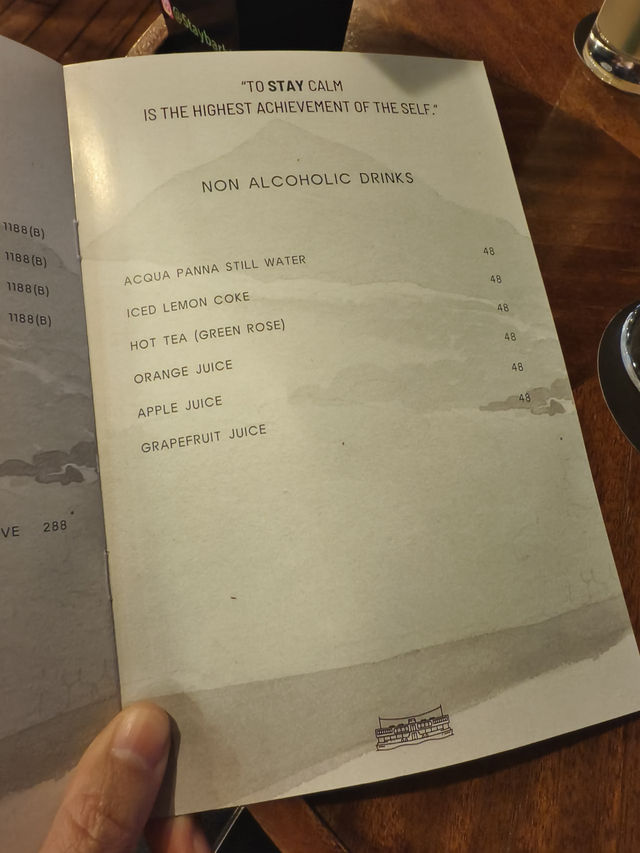 @Staybar
"TO STAY CALM
IS THE HIGHEST ACHIEVEMENT OF THE SELF."
NON ALCOHOLIC DRINKS
ACQUA PANNA STILL WATER 48
ICED LEMON COKE 48
HOT TEA (GREEN ROSE) 48
ORANGE JUICE 48
APPLE JUICE 48
GRAPEFRUIT JUICE 48
1188(B)
1188(B)
1188(B)
1188(B)
VE 288